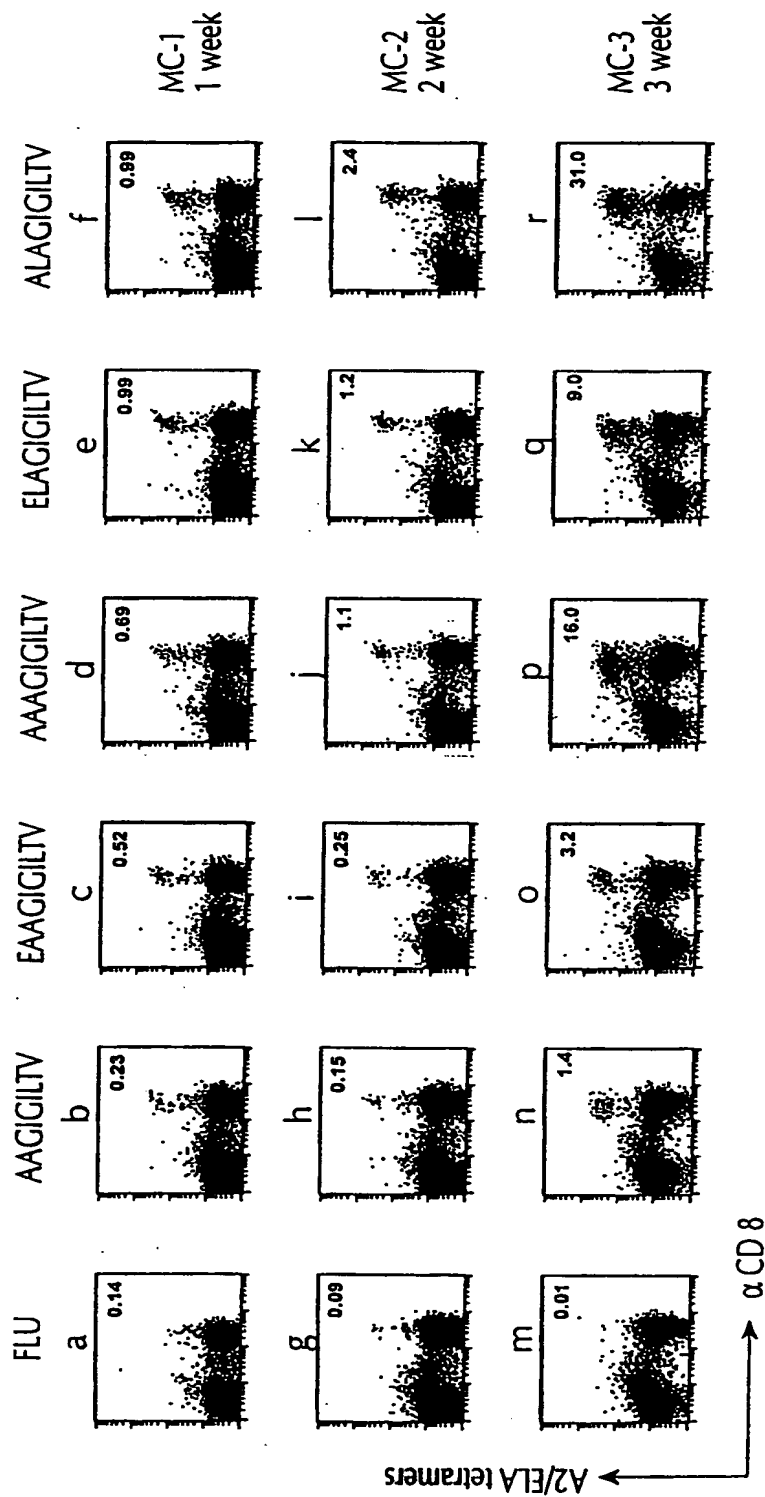 FLU AAGIGILTV EAAGIGILTV AAAGIGILTV ELAGIGILTV ALAGIGILTV
a b c d e f
0.14 0.23 0.52 0.69 0.99 0.99
MC-1
1 week
g h i j k l
0.09 0.15 0.25 1.1 1.2 2.4
MC-2
2 week
m n o p q r
0.01 1.4 3.2 16.0 9.0 31.0
MC-3
3 week
A2/ELA tetramers
α CD 8